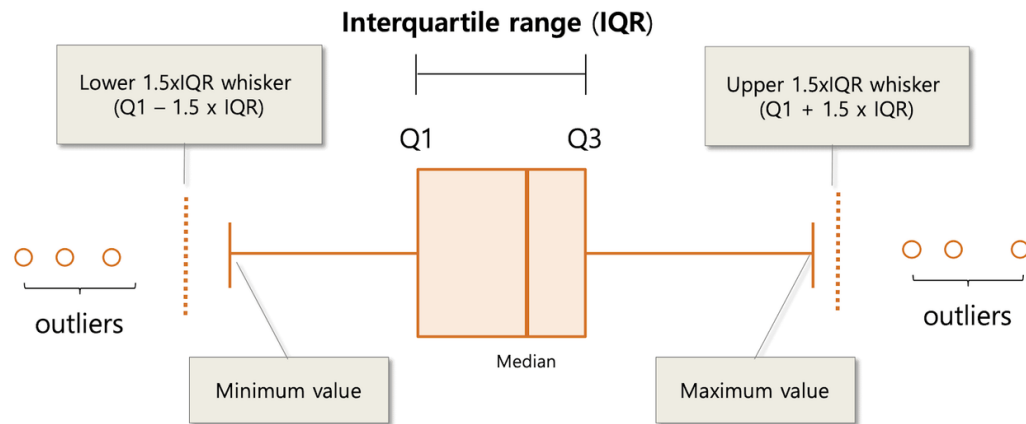 Interquartile range (IQR)
Lower 1.5xIQR whisker
(Q1 – 1.5 x IQR)
Upper 1.5xIQR whisker
(Q1 + 1.5 x IQR)
Q1
Q3
outliers
outliers
Median
Minimum value
Maximum value